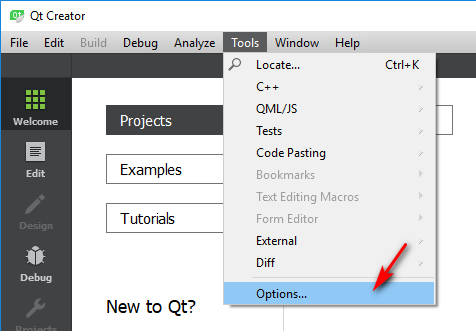 Qt Creator
File Edit Build Debug Analyze Tools Window Help
Locate... Ctrl+K
C++
QML/JS
Tests
Code Pasting
Bookmarks
Text Editing Macros
Form Editor
External
Diff
Options...
Welcome
Edit
Design
Debug
Projects
Projects
Examples
Tutorials
New to Qt?